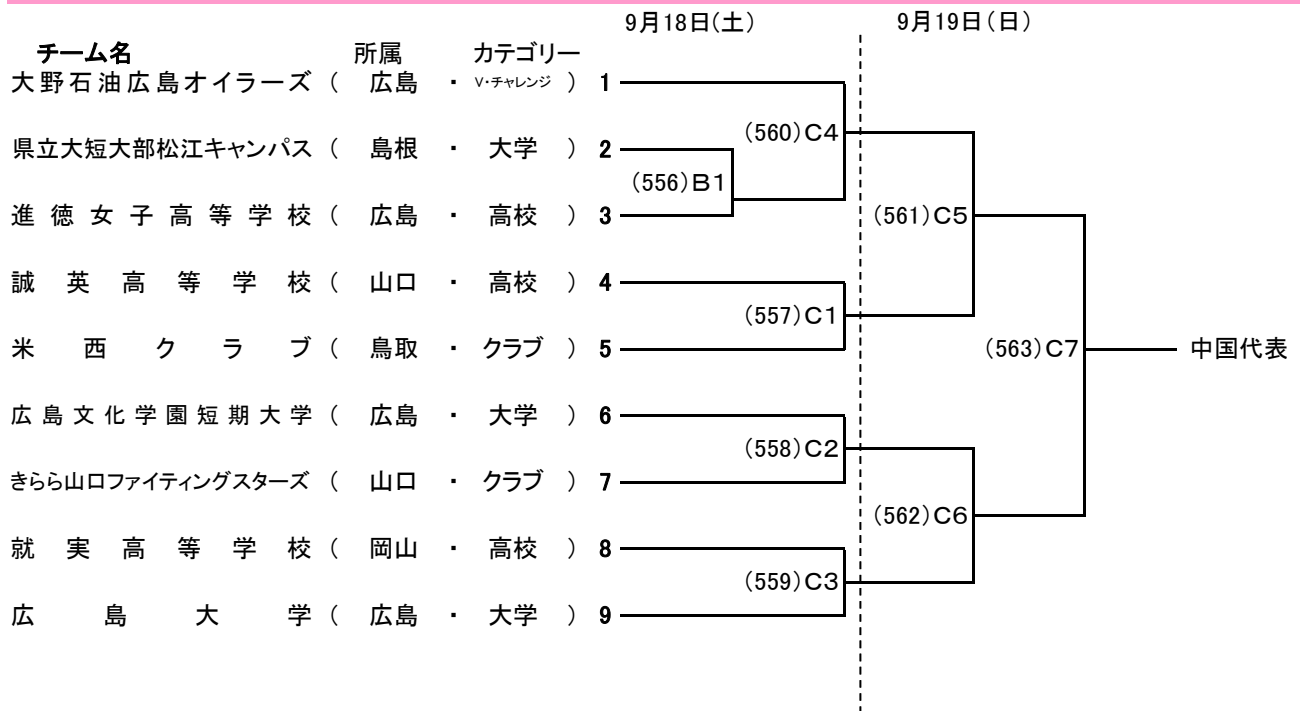 9月18日(土) 9月19日(日)
チーム名 所属 カテゴリー
大野石油広島オイラーズ ( 広島 ・ V・チャレンジ ) 1
(560)C4
県立大短大部松江キャンパス ( 島根 ・ 大学 ) 2
(556)B1
進徳女子高等学校 ( 広島 ・ 高校 ) 3
(561)C5
誠英高等学校 ( 山口 ・ 高校 ) 4
(557)C1
米西クラブ ( 鳥取 ・ クラブ ) 5
(563)C7 中国代表
広島文化学園短期大学 ( 広島 ・ 大学 ) 6
(558)C2
きらら山口ファイティングスターズ ( 山口 ・ クラブ ) 7
(562)C6
就実高等学校 ( 岡山 ・ 高校 ) 8
(559)C3
広島大学 ( 広島 ・ 大学 ) 9